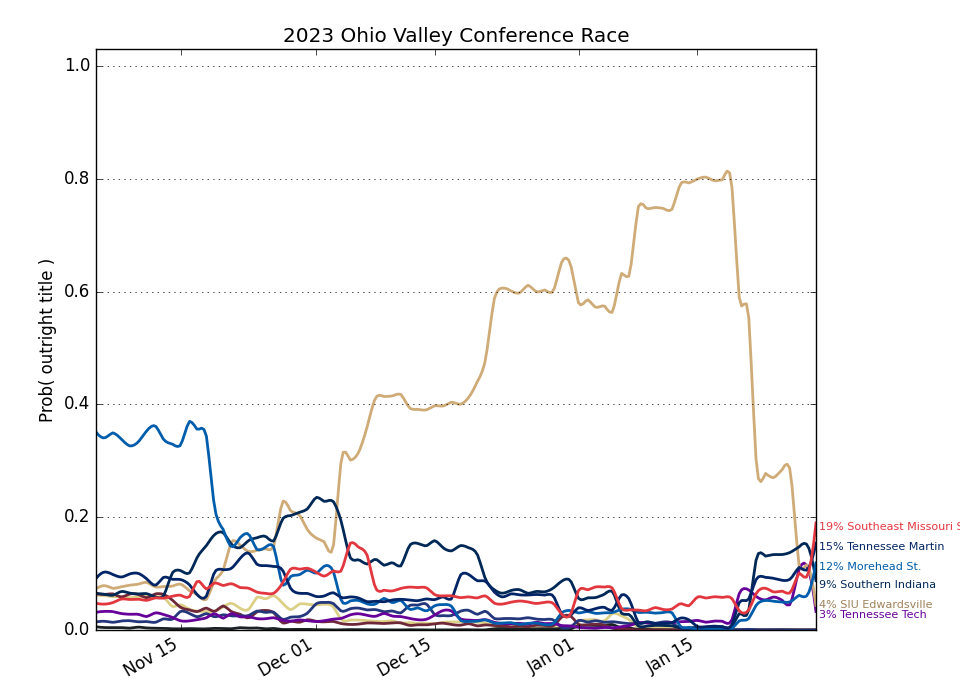 2023 Ohio Valley Conference Race
Prob( outright title )
1.0
0.8
0.6
0.4
0.2
0.0
Nov 15
Dec 01
Dec 15
Jan 01
Jan 15
19% Southeast Missouri S
15% Tennessee Martin
12% Morehead St.
9% Southern Indiana
4% SIU Edwardsville
3% Tennessee Tech